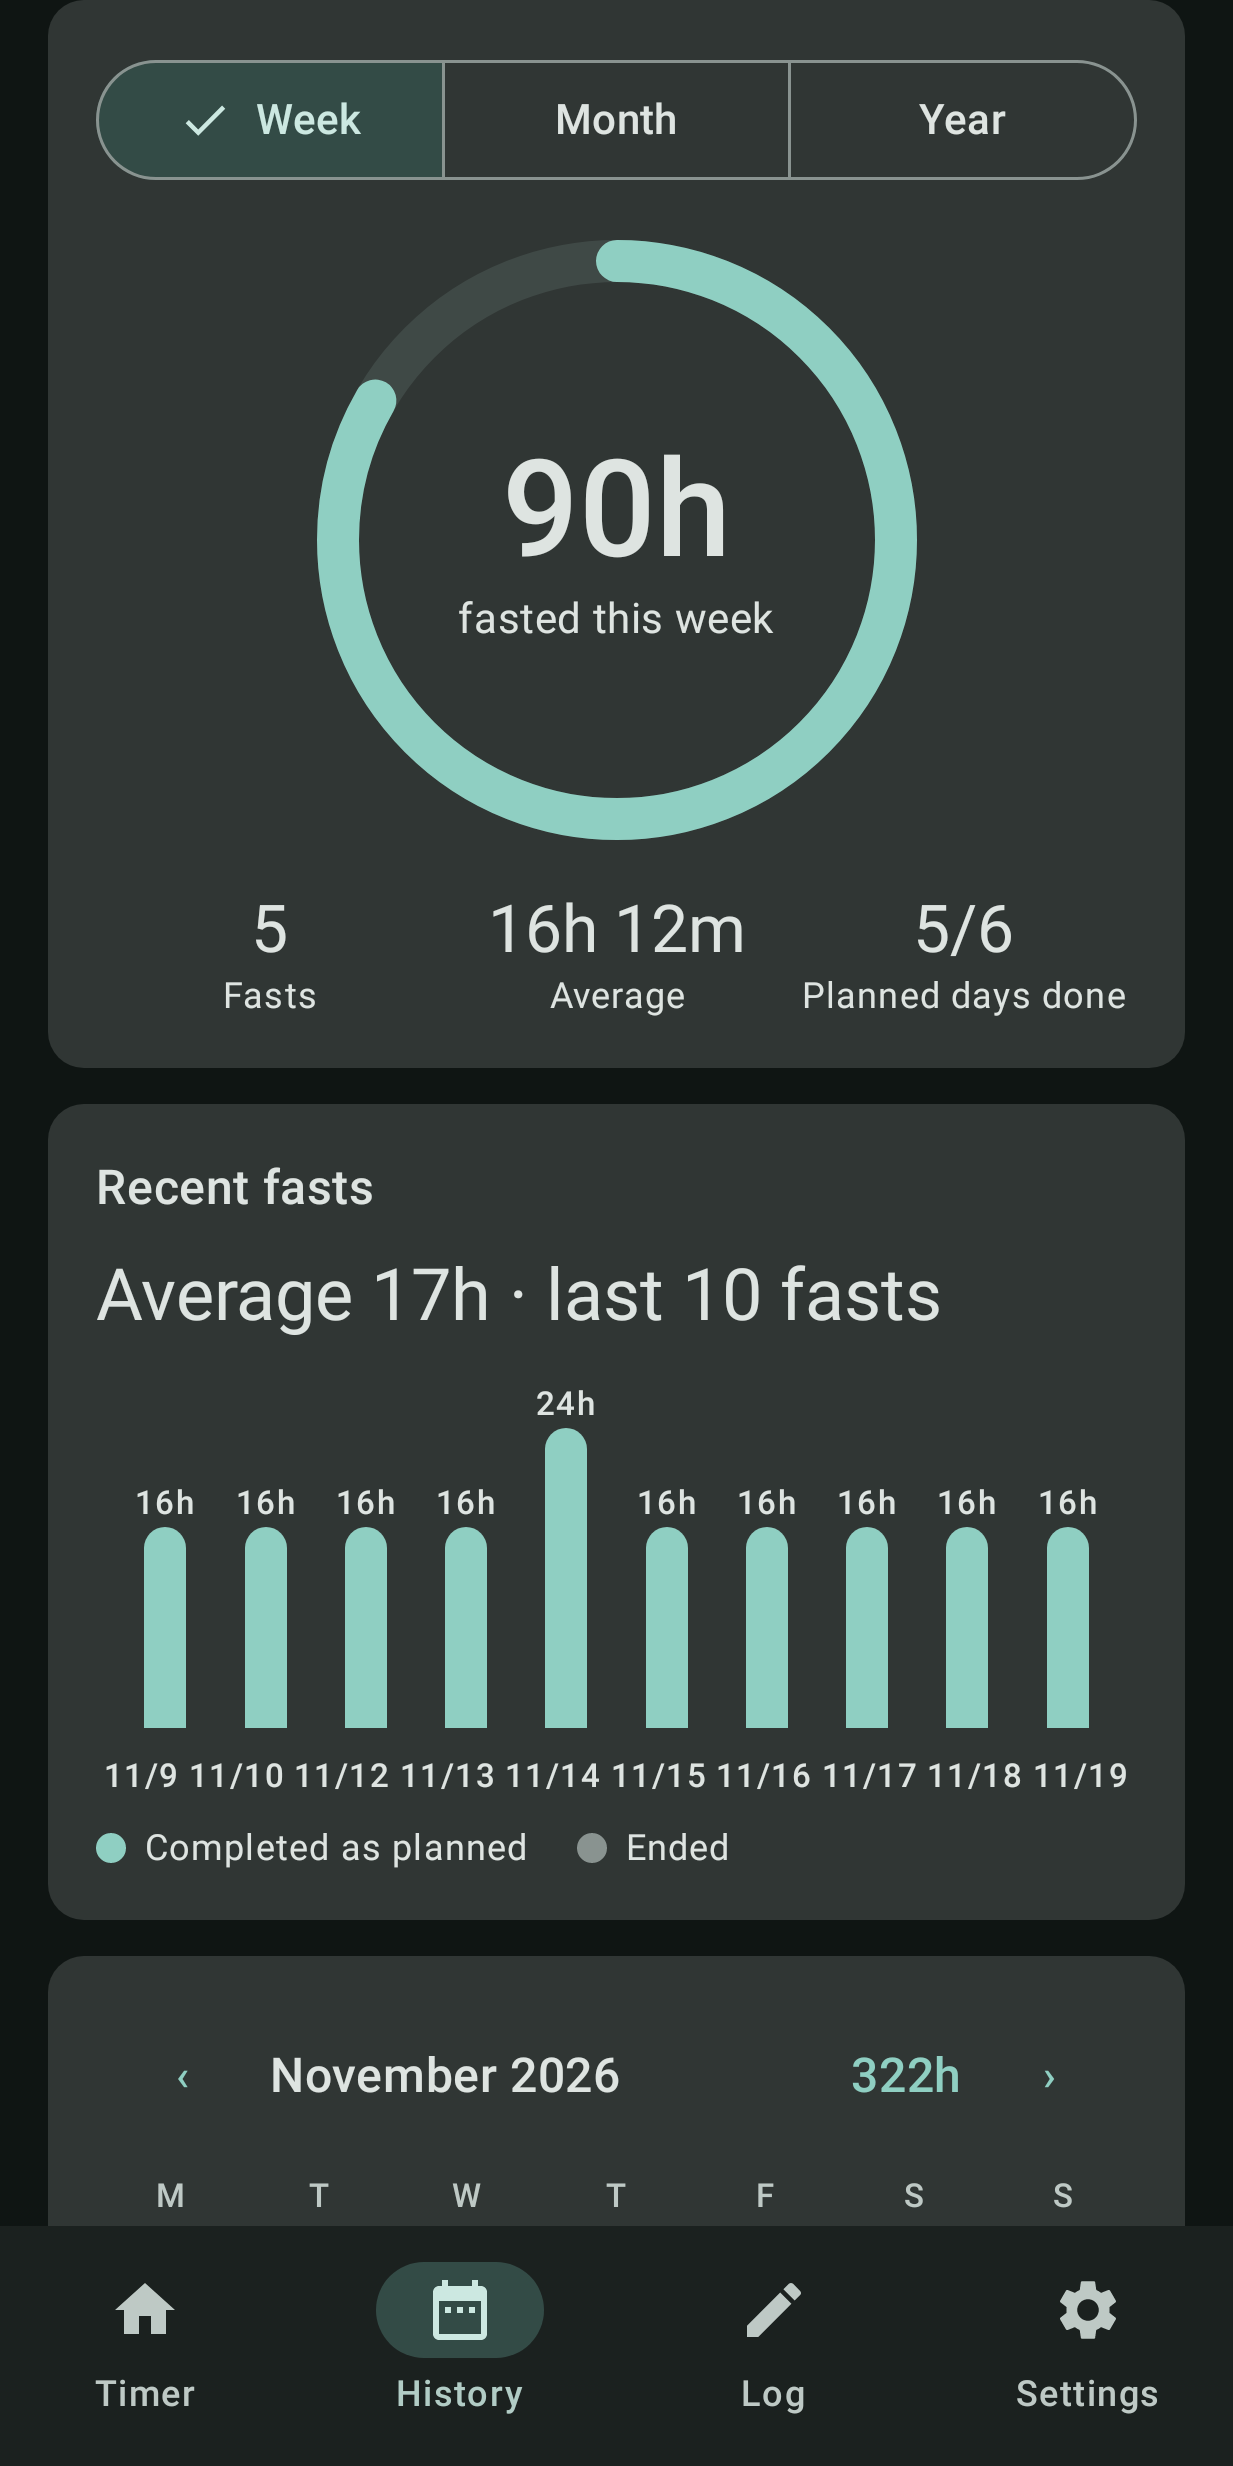 Week Month Year
90h
fasted this week
5 16h 12m 5/6
Fasts Average Planned days done
Recent fasts
Average 17h · last 10 fasts
24h
16h 16h 16h 16h 16h 16h 16h 16h 16h
11/9 11/10 11/12 11/13 11/14 11/15 11/16 11/17 11/18 11/19
Completed as planned Ended
‹ November 2026 322h ›
M T W T F S S
Timer History Log Settings